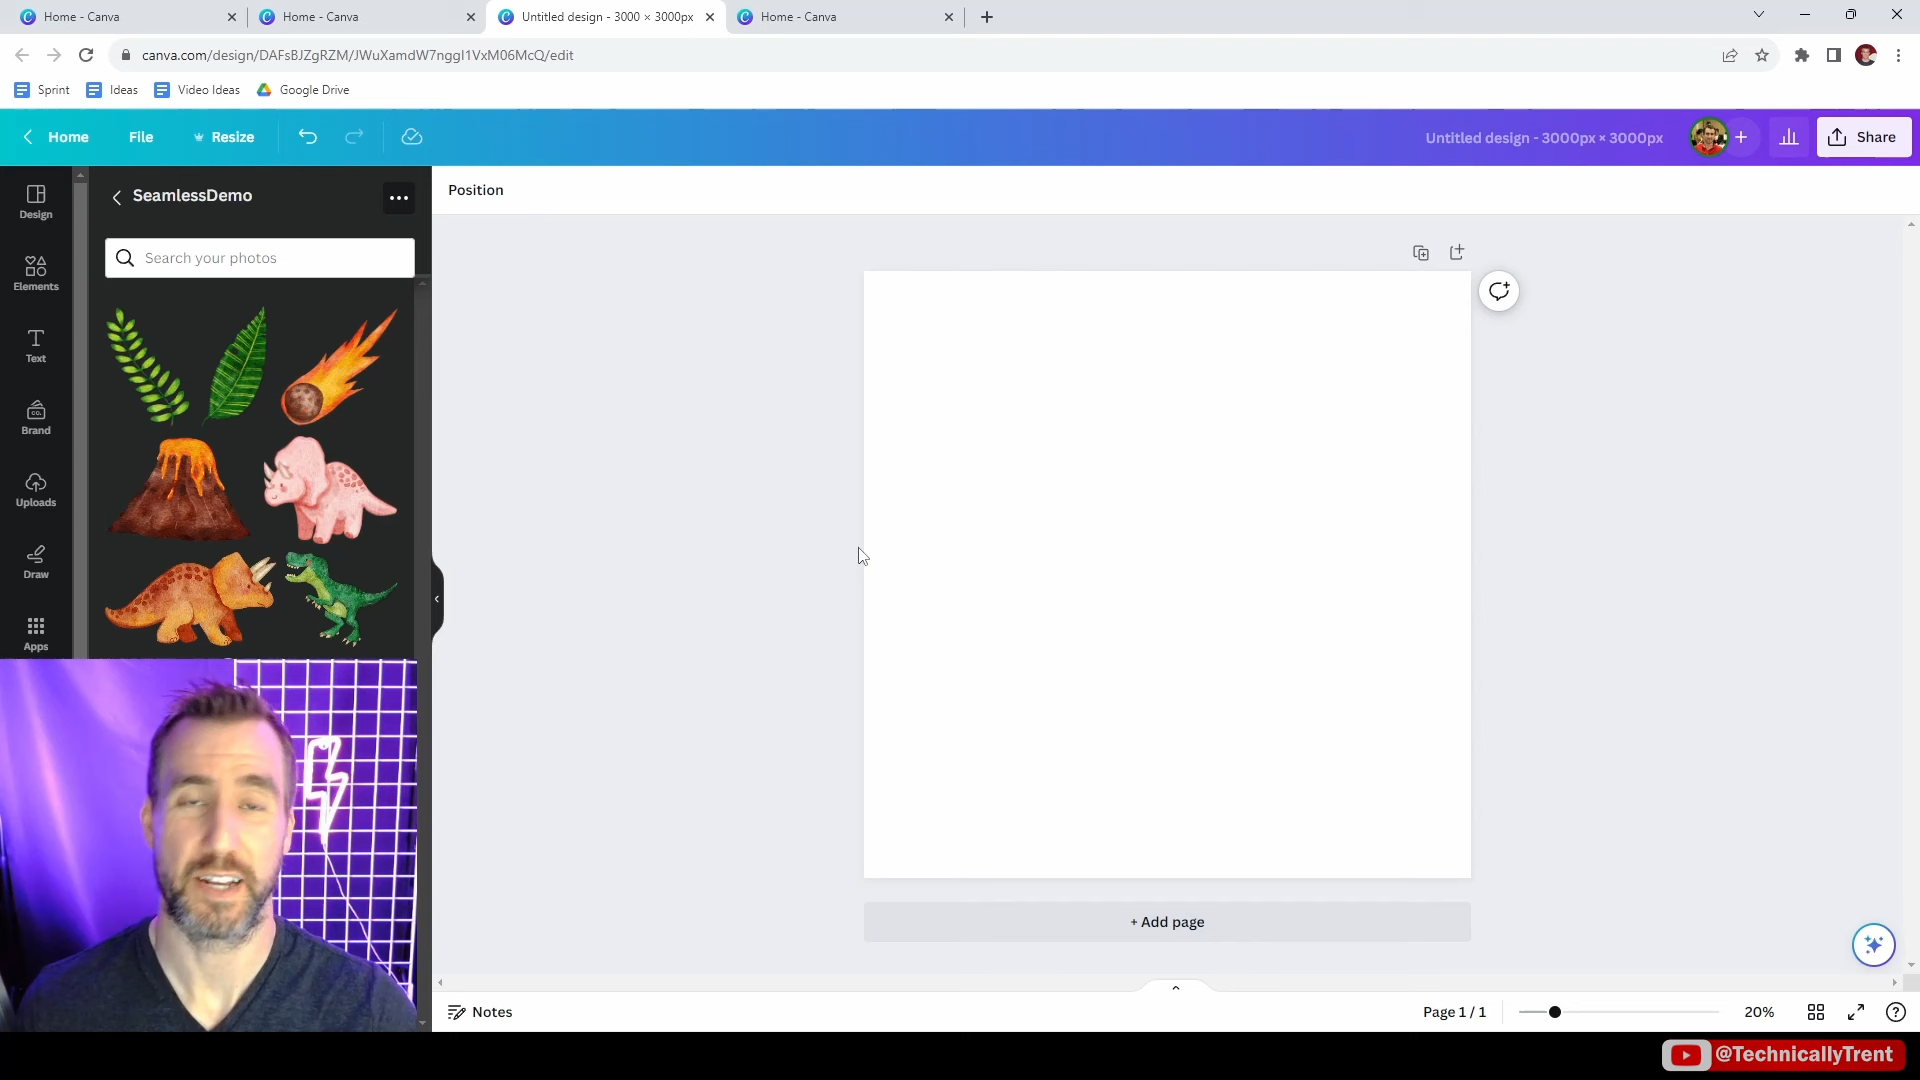 Home - Canva
Home - Canva
Untitled design - 3000 × 3000px
Home - Canva
canva.com/design/DAFsBJZgRZM/JWuXamdW7nggI1VxM06McQ/edit
Sprint
Ideas
Video Ideas
Google Drive
Home
File
Resize
Untitled design - 3000px × 3000px
Share
Design
Elements
Text
CO.
Brand
Uploads
Draw
Apps
SeamlessDemo
Search your photos
Position
+ Add page
Notes
Page 1 / 1
20%
@TechnicallyTrent